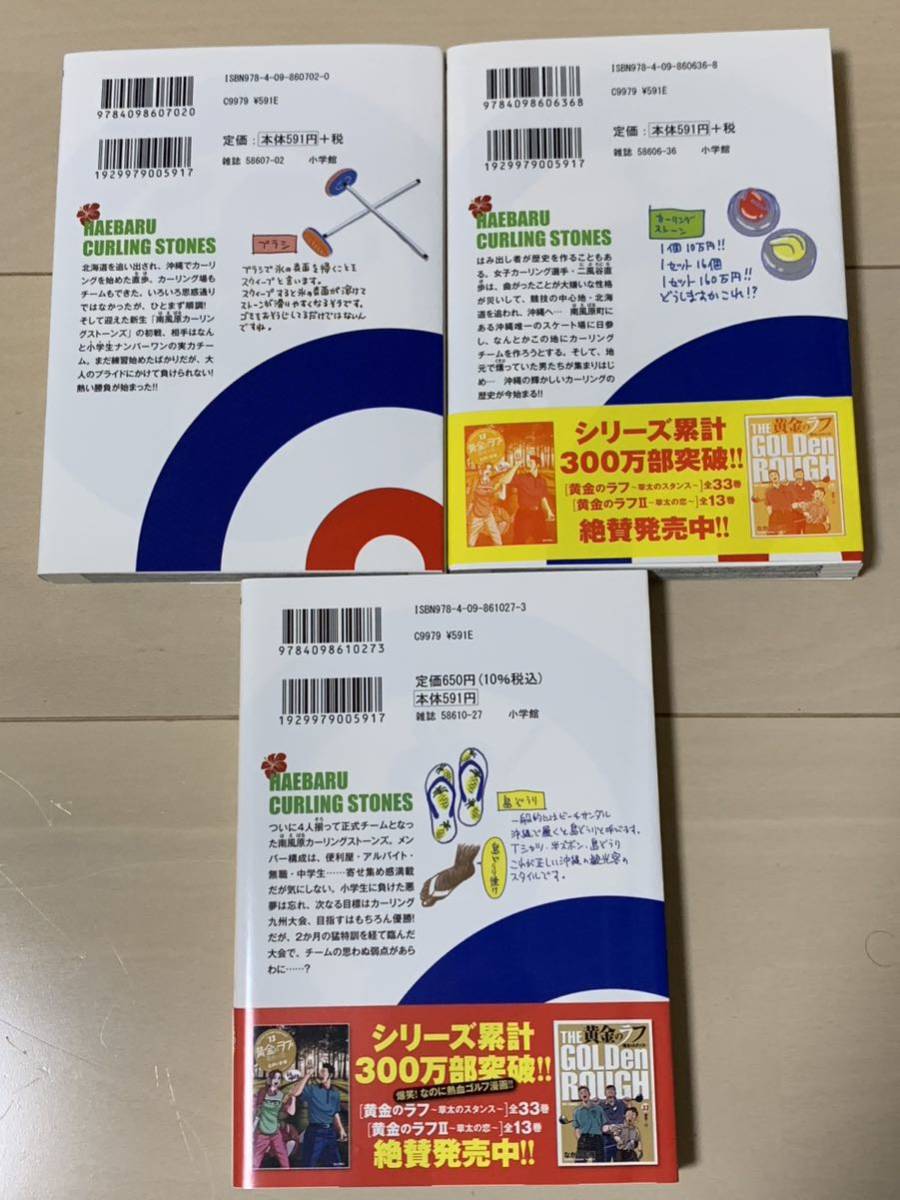 ISBN978-4-09-860702-0
C9979 ¥591E
9784098607020
定価：本体591円+税
雑誌 58607-02　小学館
1929979005917
HAEBARU
CURLING STONES
北海道を追い出され、沖縄でカーリン
グを始めた直歩。カーリング場も
チームもできた。いろいろ思惑通り
ではなかったが、ひとまず順調！
そして迎えた新生「南風原カーリン
グストーンズ」の初戦。相手はなん
と小学生ナンバーワンの実力チー
ム。まだ練習始めたばかりだが、大
人のプライドにかけて負けられない！
熱い勝負が始まった!!
ブラシ
ブラシで氷の表面を掃くことを
スウィープと言います。
スウィープすると氷の表面が溶けて
ストーンが滑りやすくなるそうです。
ゴミをおそうじしてるだけではないん
ですね。
ISBN978-4-09-860636-8
C9979 ¥591E
9784098606368
定価：本体591円+税
雑誌 58606-36　小学館
1929979005917
HAEBARU
CURLING STONES
はみ出し者が歴史を作ることもあ
る。女子カーリング選手・二風谷直
歩は、曲がったことが大嫌いな性格
が災いして、競技の中心地・北海
道を追われ、沖縄へ… 南風原町に
ある沖縄唯一のスケート場に日参
し、なんとかこの地にカーリング
チームを作ろうとする。そして、地
元で燻っていた男たちが集まりはじ
め… 沖縄の輝かしいカーリングの
歴史が今始まる!!
カーリング
ストーン
1個10万円!!
1セット16個
1セット160万円!!
どうしますかこれ!?
シリーズ累計
300万部突破!!
[黄金のラフ～草太のスタンス～]全33巻
[黄金のラフⅡ～草太の恋～]全13巻
絶賛発売中!!
黄金のラフ
THE 黄金のラフ
GOLDen
ROUGH
ISBN978-4-09-861027-3
C9979 ¥591E
9784098610273
定価650円(10%税込)
本体591円
雑誌 58610-27　小学館
1929979005917
HAEBARU
CURLING STONES
ついに4人揃って正式チームとなっ
た南風原カーリングストーンズ。メン
バー構成は、便利屋・アルバイト・
無職・中学生……寄せ集め感満載
だが気にしない。小学生に負けた悪
夢は忘れ、次なる目標はカーリング
九州大会、目指すはもちろん優勝！
だが、2か月の猛特訓を経て臨んだ
大会で、チームの思わぬ弱点があら
わに……？
島ぞうり
一般的にはビーチサンダル
沖縄で履くと島ぞうりと呼びます。
Tシャツ・半ズボン・島ぞうり
これが正しい沖縄の観光客の
スタイルです。
島ぞうり焼け
シリーズ累計
300万部突破!!
爆笑！なのに熱血ゴルフ漫画!!
[黄金のラフ～草太のスタンス～]全33巻
[黄金のラフⅡ～草太の恋～]全13巻
絶賛発売中!!
黄金のラフ
THE 黄金のラフ
GOLDen
ROUGH
33